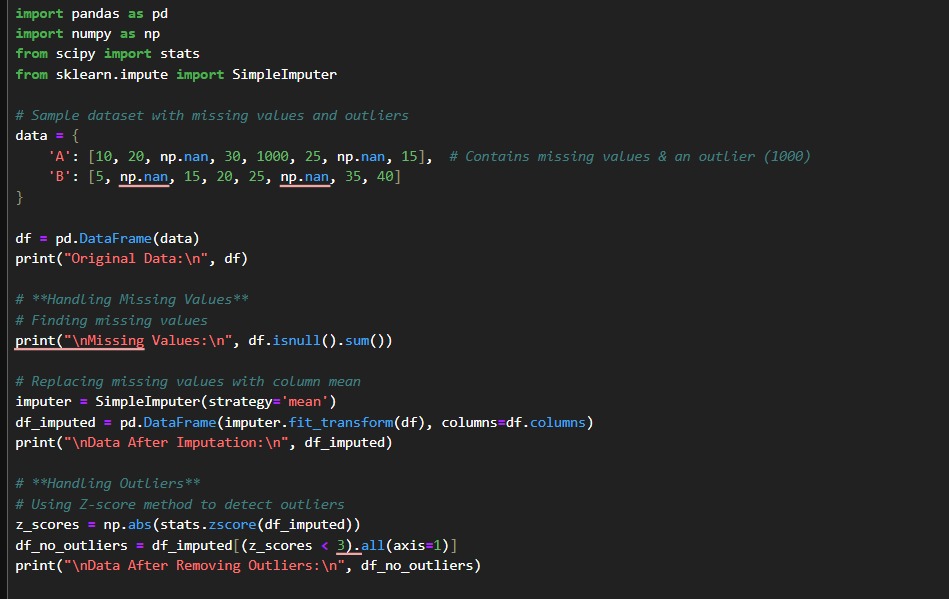 import pandas as pd
import numpy as np
from scipy import stats
from sklearn.impute import SimpleImputer
# Sample dataset with missing values and outliers
data = {
    'A': [10, 20, np.nan, 30, 1000, 25, np.nan, 15],  # Contains missing values & an outlier (1000)
    'B': [5, np.nan, 15, 20, 25, np.nan, 35, 40]
}
df = pd.DataFrame(data)
print("Original Data:\n", df)
# **Handling Missing Values**
# Finding missing values
print("\nMissing Values:\n", df.isnull().sum())
# Replacing missing values with column mean
imputer = SimpleImputer(strategy='mean')
df_imputed = pd.DataFrame(imputer.fit_transform(df), columns=df.columns)
print("\nData After Imputation:\n", df_imputed)
# **Handling Outliers**
# Using Z-score method to detect outliers
z_scores = np.abs(stats.zscore(df_imputed))
df_no_outliers = df_imputed[(z_scores < 3).all(axis=1)]
print("\nData After Removing Outliers:\n", df_no_outliers)